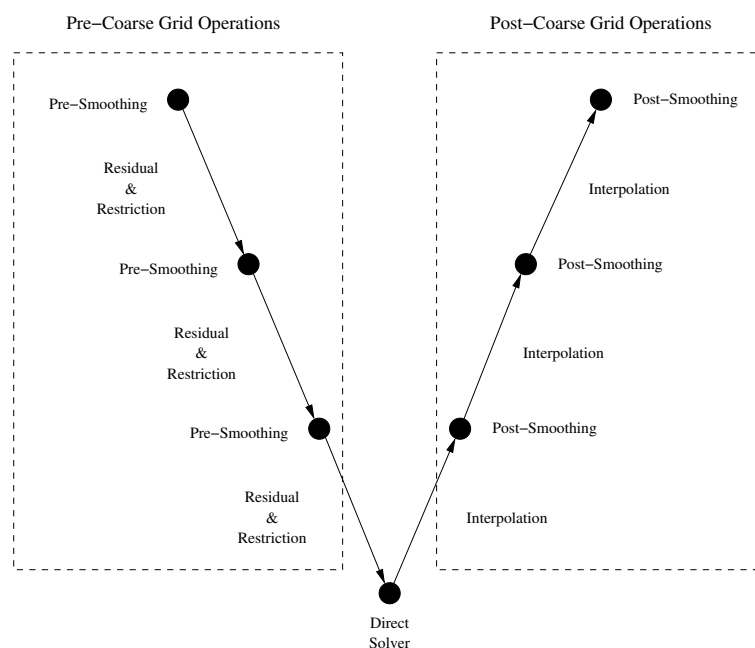 Pre−Coarse Grid Operations
Post−Coarse Grid Operations
Pre−Smoothing
Post−Smoothing
Residual
&
Restriction
Interpolation
Pre−Smoothing
Post−Smoothing
Residual
&
Restriction
Interpolation
Pre−Smoothing
Post−Smoothing
Residual
&
Restriction
Interpolation
Direct
Solver